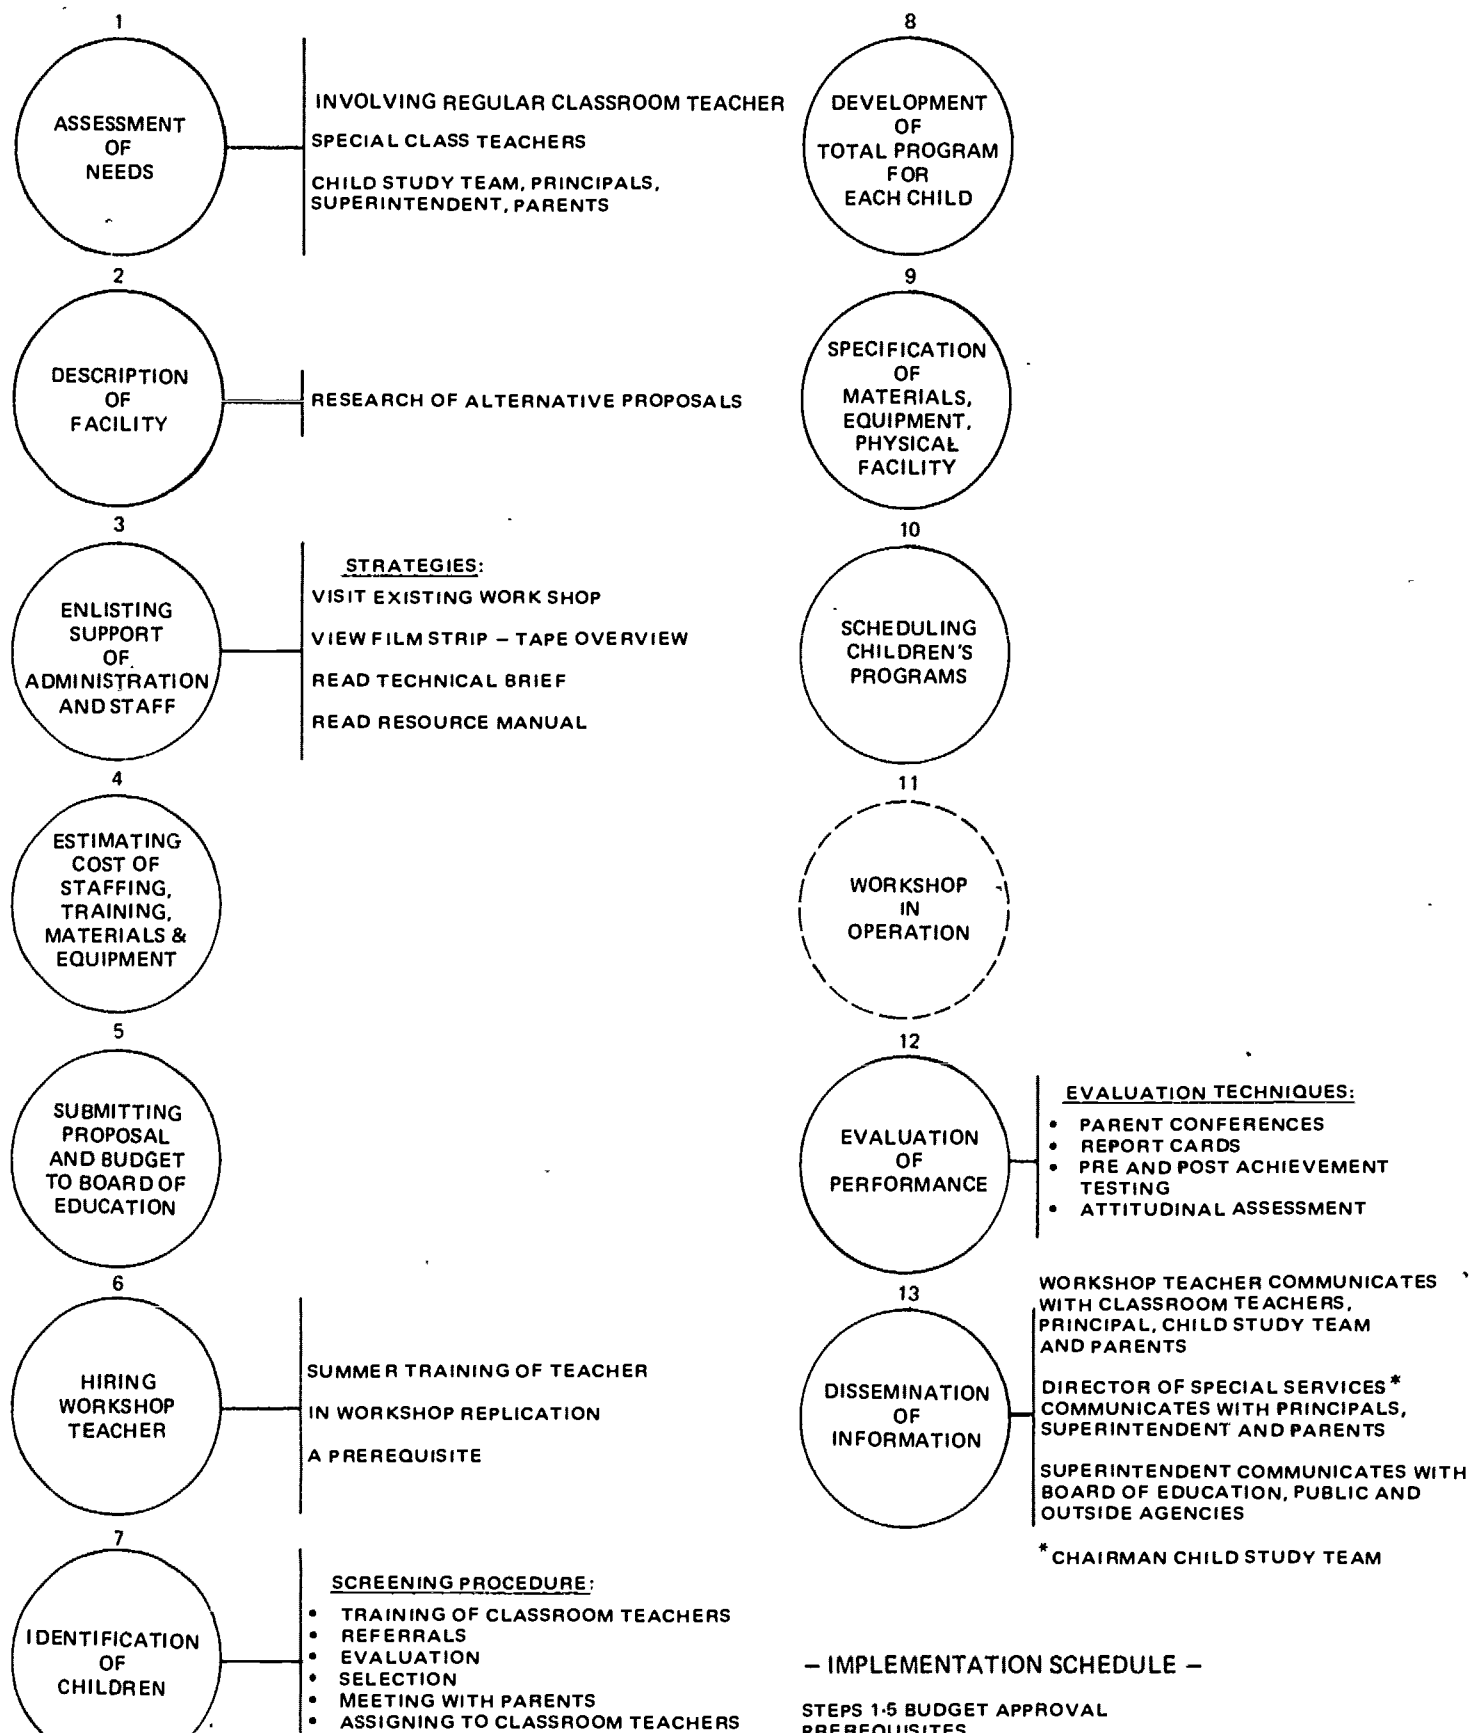 1
ASSESSMENT
OF
NEEDS
INVOLVING REGULAR CLASSROOM TEACHER
SPECIAL CLASS TEACHERS
CHILD STUDY TEAM, PRINCIPALS,
SUPERINTENDENT, PARENTS
2
DESCRIPTION
OF
FACILITY
RESEARCH OF ALTERNATIVE PROPOSALS
3
ENLISTING
SUPPORT
OF
ADMINISTRATION
AND STAFF
STRATEGIES:
VISIT EXISTING WORK SHOP
VIEW FILM STRIP – TAPE OVERVIEW
READ TECHNICAL BRIEF
READ RESOURCE MANUAL
4
ESTIMATING
COST OF
STAFFING,
TRAINING,
MATERIALS &
EQUIPMENT
5
SUBMITTING
PROPOSAL
AND BUDGET
TO BOARD OF
EDUCATION
6
HIRING
WORKSHOP
TEACHER
SUMMER TRAINING OF TEACHER
IN WORKSHOP REPLICATION
A PREREQUISITE
7
IDENTIFICATION
OF
CHILDREN
SCREENING PROCEDURE:
• TRAINING OF CLASSROOM TEACHERS
• REFERRALS
• EVALUATION
• SELECTION
• MEETING WITH PARENTS
• ASSIGNING TO CLASSROOM TEACHERS
8
DEVELOPMENT
OF
TOTAL PROGRAM
FOR
EACH CHILD
9
SPECIFICATION
OF
MATERIALS,
EQUIPMENT,
PHYSICAL
FACILITY
10
SCHEDULING
CHILDREN'S
PROGRAMS
11
WORKSHOP
IN
OPERATION
12
EVALUATION
OF
PERFORMANCE
EVALUATION TECHNIQUES:
• PARENT CONFERENCES
• REPORT CARDS
• PRE AND POST ACHIEVEMENT
TESTING
• ATTITUDINAL ASSESSMENT
13
DISSEMINATION
OF
INFORMATION
WORKSHOP TEACHER COMMUNICATES
WITH CLASSROOM TEACHERS,
PRINCIPAL, CHILD STUDY TEAM
AND PARENTS
DIRECTOR OF SPECIAL SERVICES*
COMMUNICATES WITH PRINCIPALS,
SUPERINTENDENT AND PARENTS
SUPERINTENDENT COMMUNICATES WITH
BOARD OF EDUCATION, PUBLIC AND
OUTSIDE AGENCIES
*CHAIRMAN CHILD STUDY TEAM
– IMPLEMENTATION SCHEDULE –
STEPS 1-5 BUDGET APPROVAL
PREREQUISITES